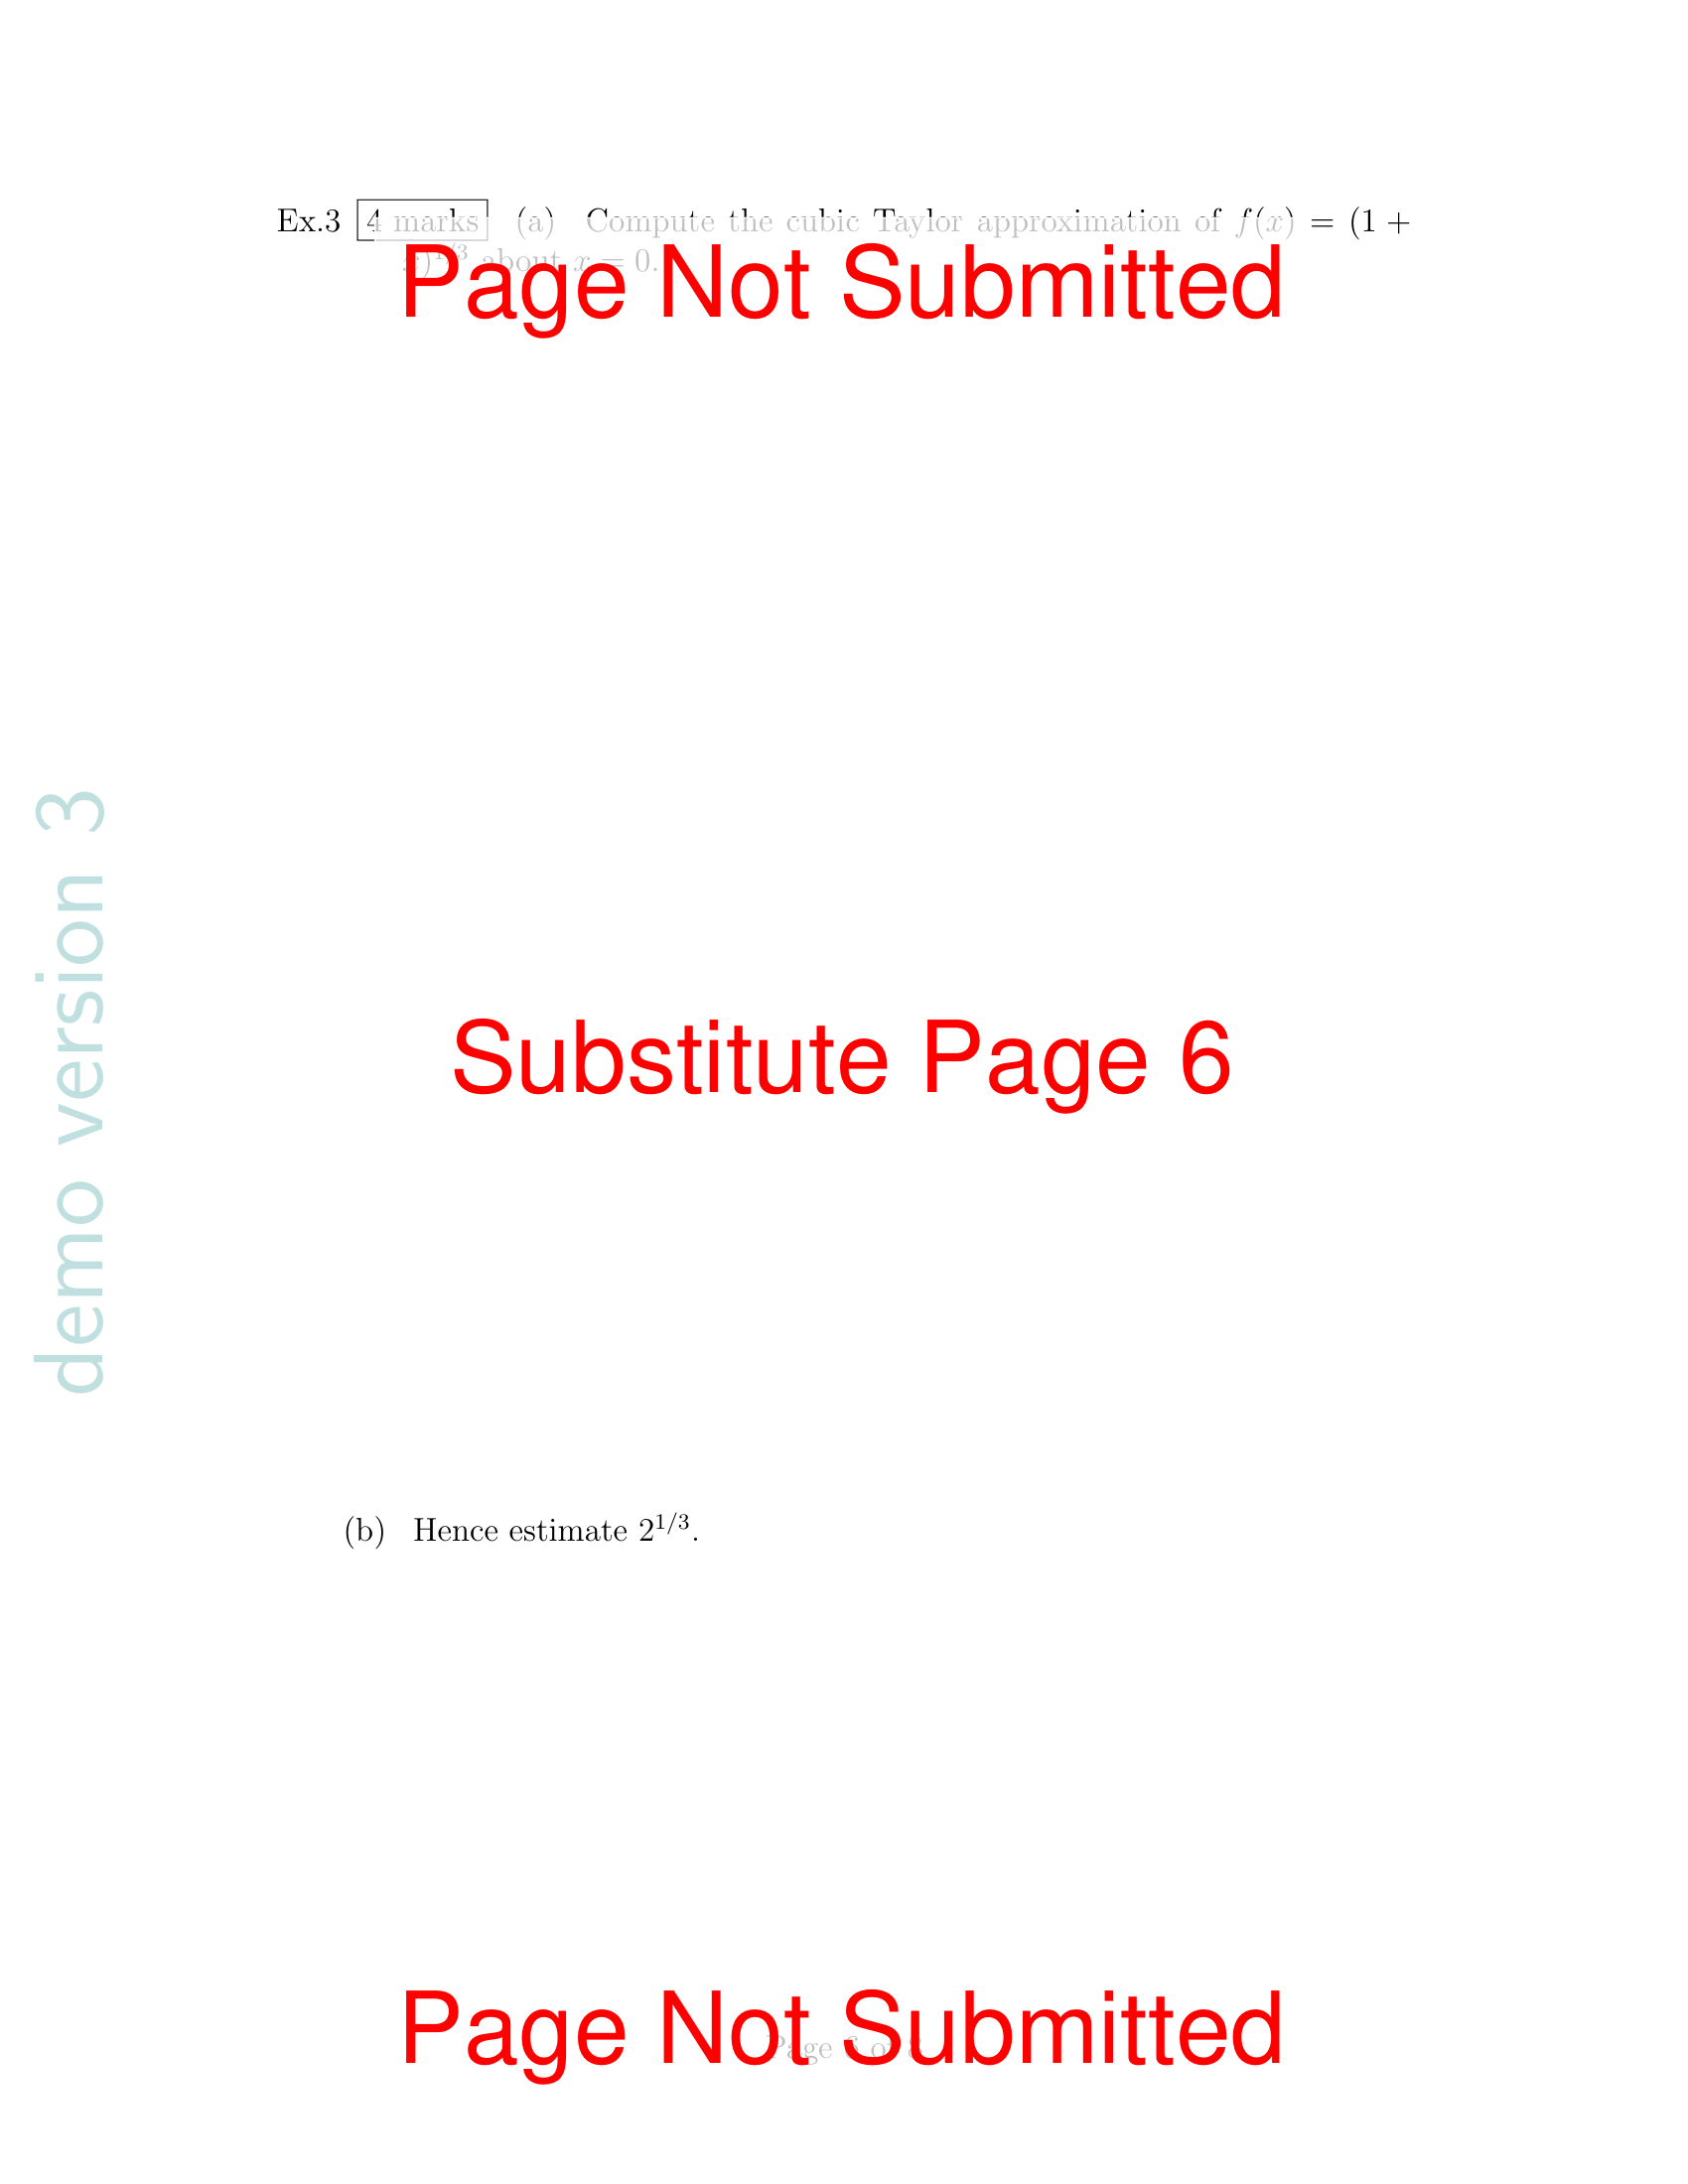 Ex.3 4 marks (a) Compute the cubic Taylor approximation of f(x) = (1 +
x)^{1/3} about x = 0.
Page Not Submitted
demo version 3
Substitute Page 6
(b) Hence estimate 2^{1/3}.
Page Not Submitted
Page 6 of 8